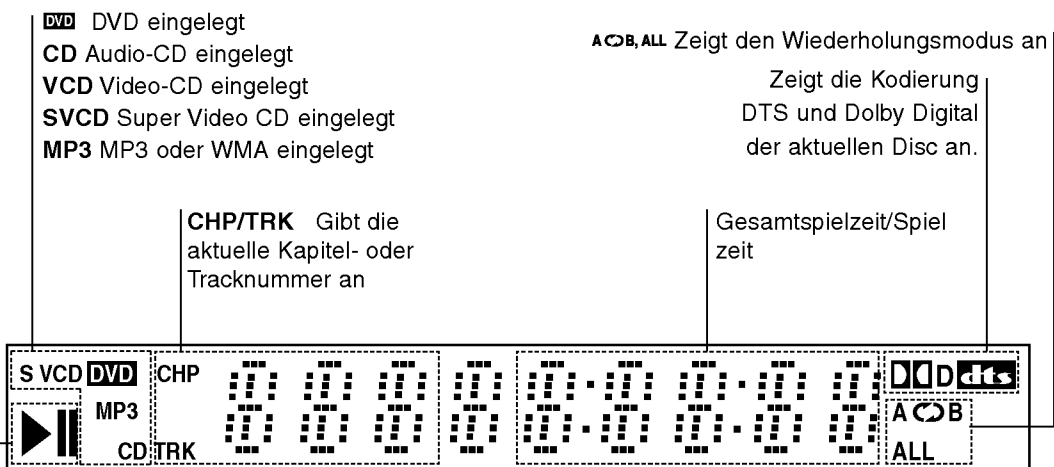 DVD DVD eingelegt
CD Audio-CD eingelegt
VCD Video-CD eingelegt
SVCD Super Video CD eingelegt
MP3 MP3 oder WMA eingelegt
A B, ALL Zeigt den Wiederholungsmodus an
Zeigt die Kodierung
DTS und Dolby Digital
der aktuellen Disc an.
CHP/TRK Gibt die
aktuelle Kapitel- oder
Tracknummer an
Gesamtspielzeit/Spiel
zeit
S VCD DVD CHP D dts
MP3 A B
CD TRK ALL